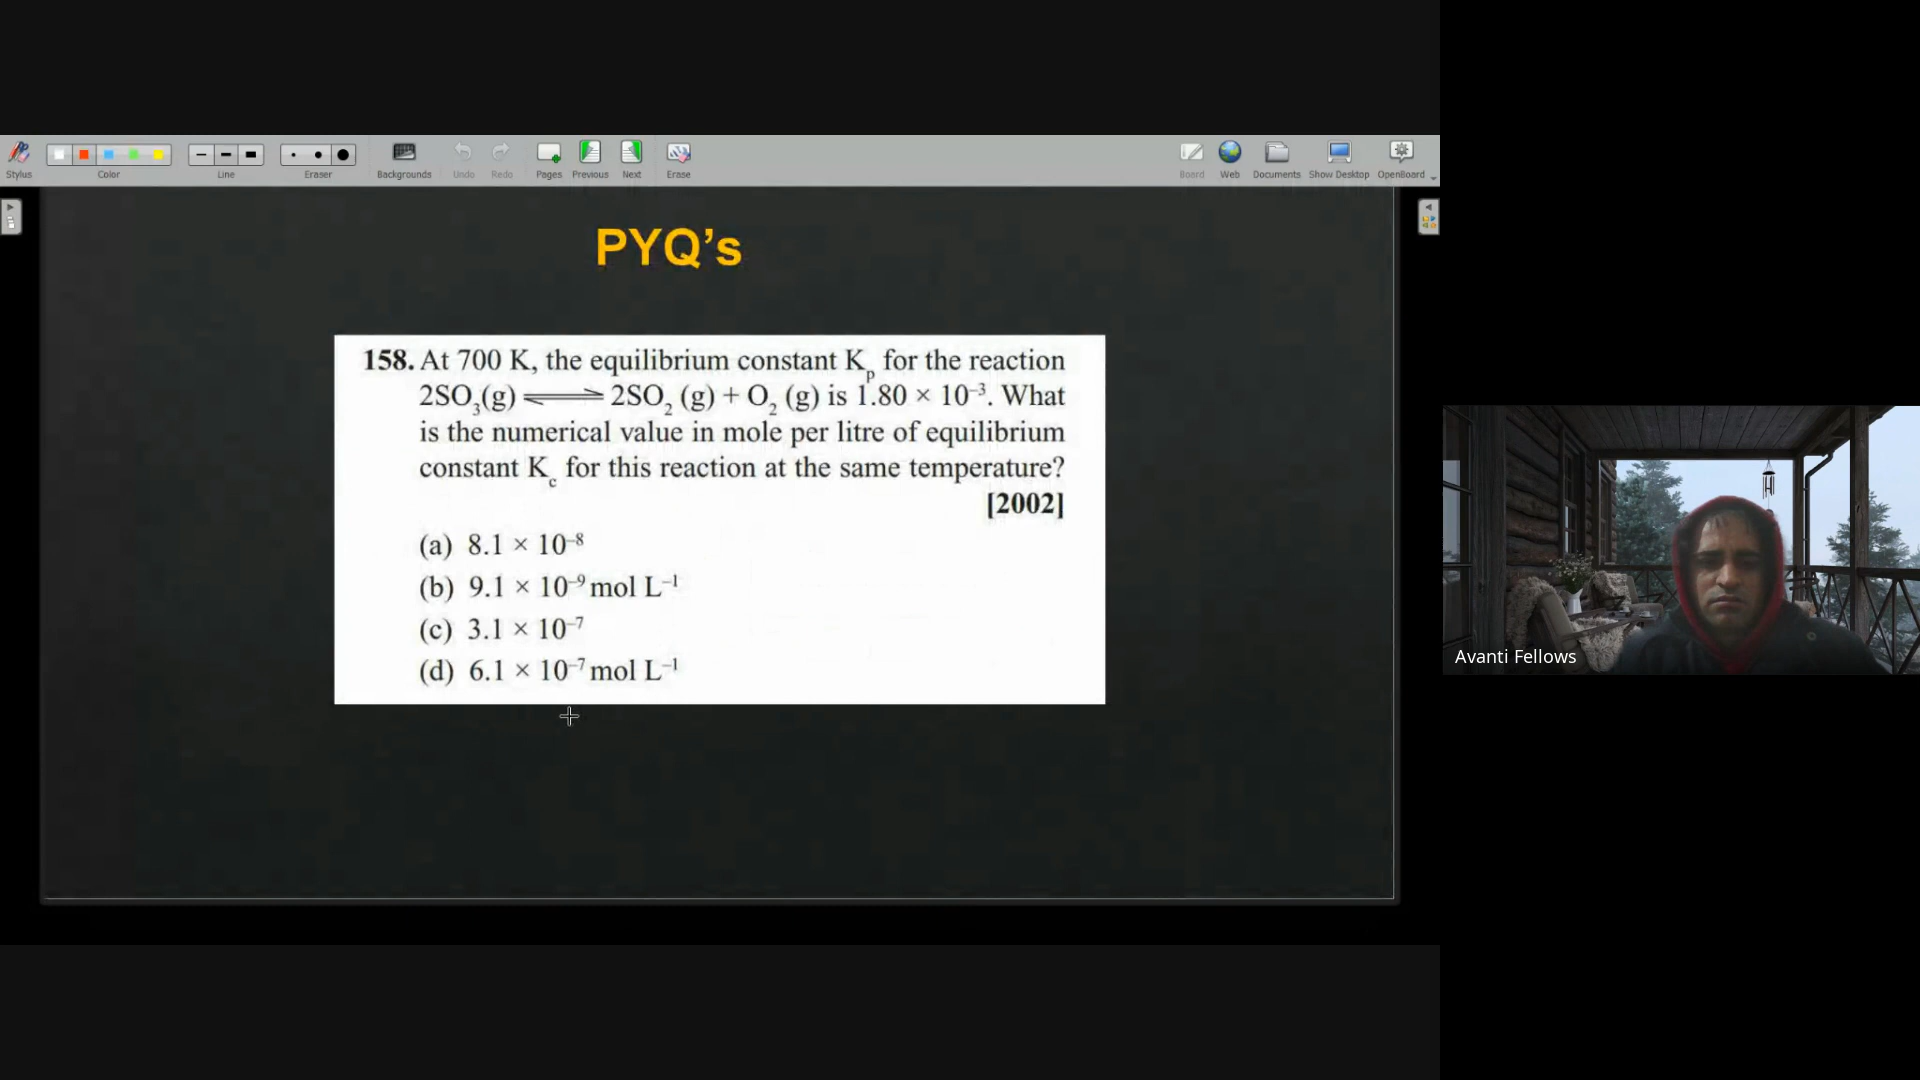 Stylus
Color
Line
Eraser
Backgrounds
Undo
Redo
Pages
Previous
Next
Erase
Board
Web
Documents
Show Desktop
OpenBoard
PYQ’s
158. At 700 K, the equilibrium constant Kₚ for the reaction
2SO₃(g) ⇌ 2SO₂ (g) + O₂ (g) is 1.80 × 10⁻³. What
is the numerical value in mole per litre of equilibrium
constant K꜀ for this reaction at the same temperature?
[2002]
(a) 8.1 × 10⁻⁸
(b) 9.1 × 10⁻⁹ mol L⁻¹
(c) 3.1 × 10⁻⁷
(d) 6.1 × 10⁻⁷ mol L⁻¹
Avanti Fellows